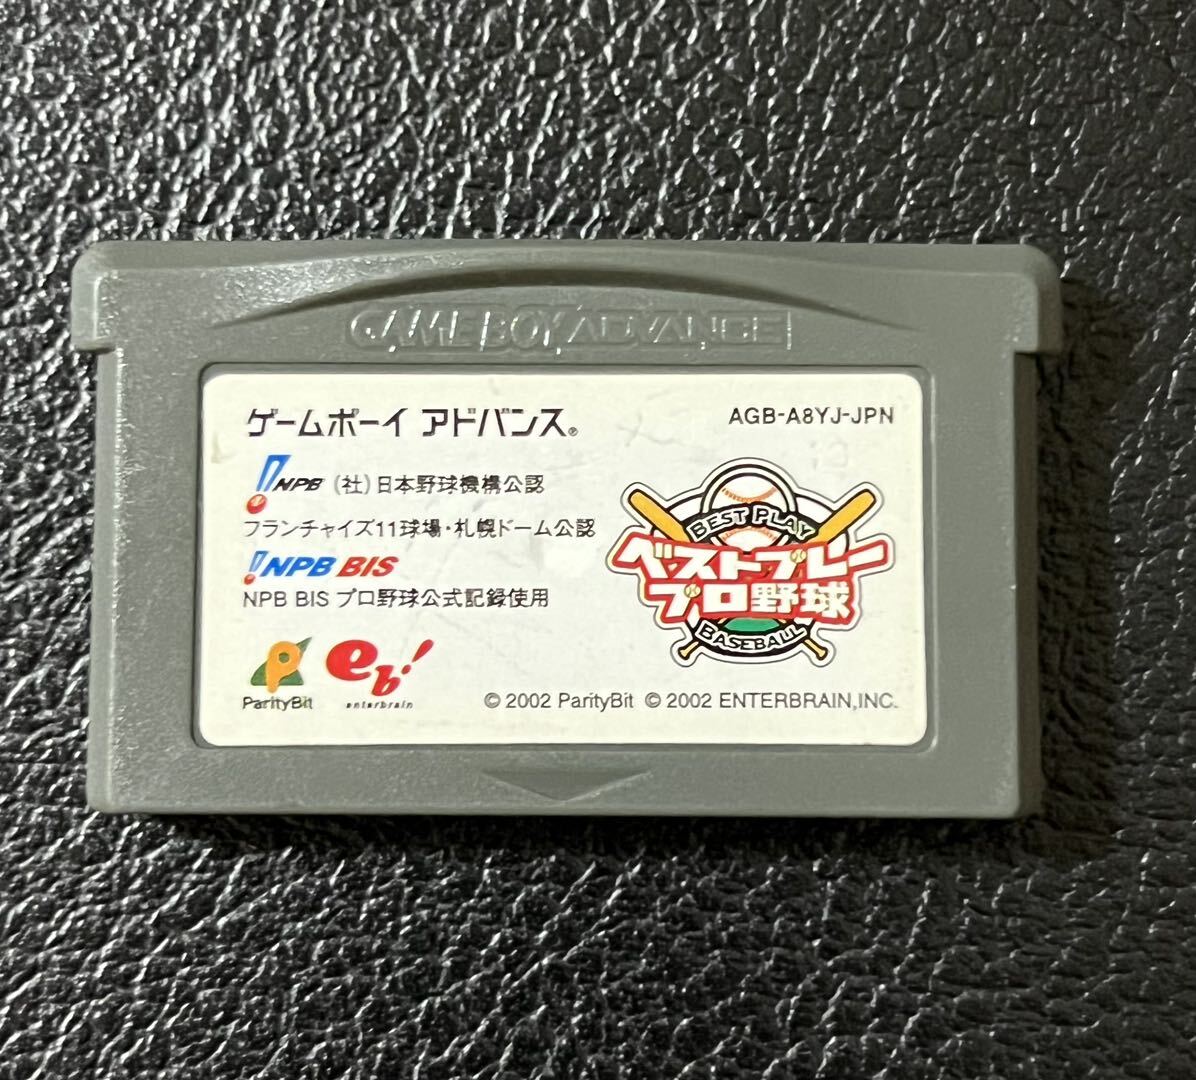 GAME BOY ADVANCE
ゲームボーイ アドバンス®
AGB-A8YJ-JPN
NPB (社)日本野球機構公認
フランチャイズ11球場・札幌ドーム公認
NPB BIS
NPB BIS プロ野球公式記録使用
BEST PLAY
ベストプレー
プロ野球
BASEBALL
ParityBit
eb!
enterbrain
© 2002 ParityBit © 2002 ENTERBRAIN,INC.